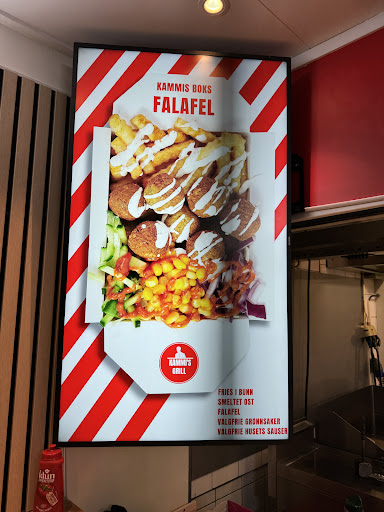 KAMMIS BOKS
FALAFEL
KAMMI'S
GRILL
FRIES I BUNN
SMELTET OST
FALAFEL
VALGFRIE GRØNNSAKER
VALGFRIE HUSETS SAUSER